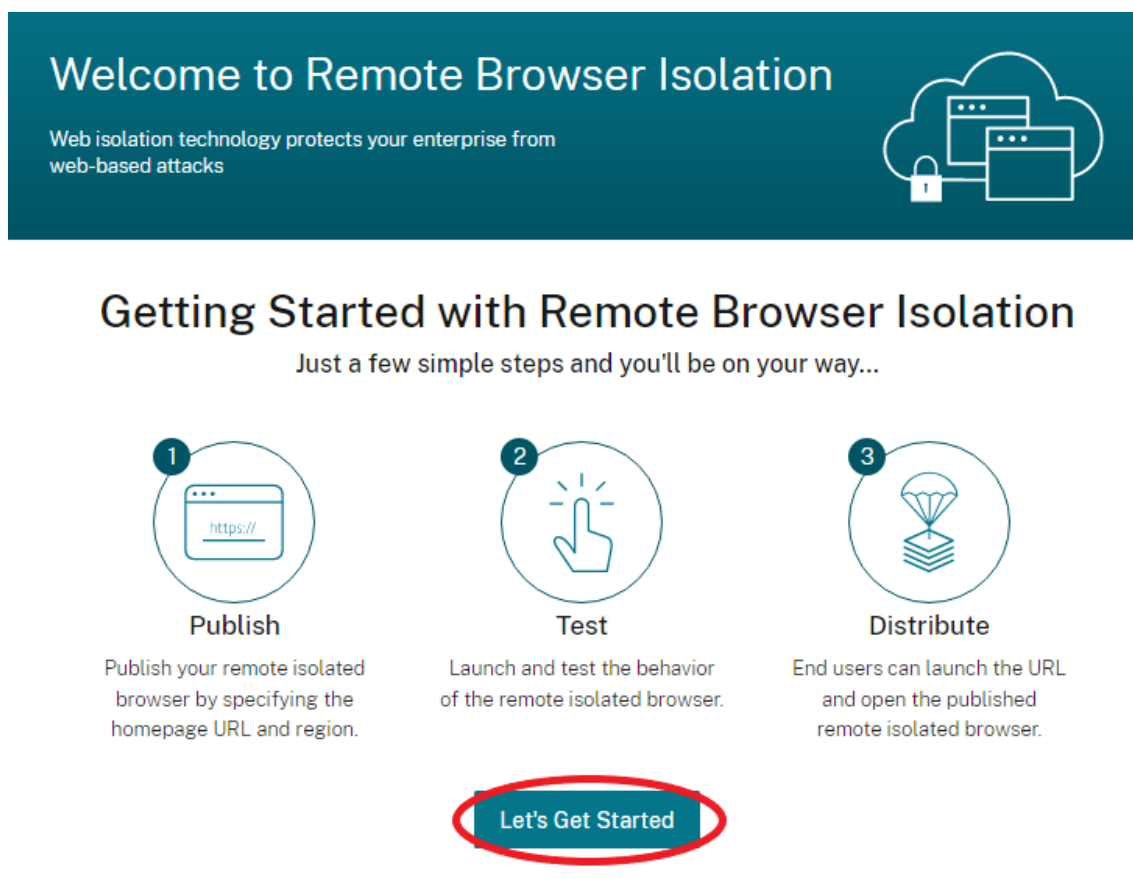 Welcome to Remote Browser Isolation
Web isolation technology protects your enterprise from
web-based attacks
Getting Started with Remote Browser Isolation
Just a few simple steps and you'll be on your way...
1
https://
Publish
Publish your remote isolated
browser by specifying the
homepage URL and region.
2
Test
Launch and test the behavior
of the remote isolated browser.
3
Distribute
End users can launch the URL
and open the published
remote isolated browser.
Let's Get Started